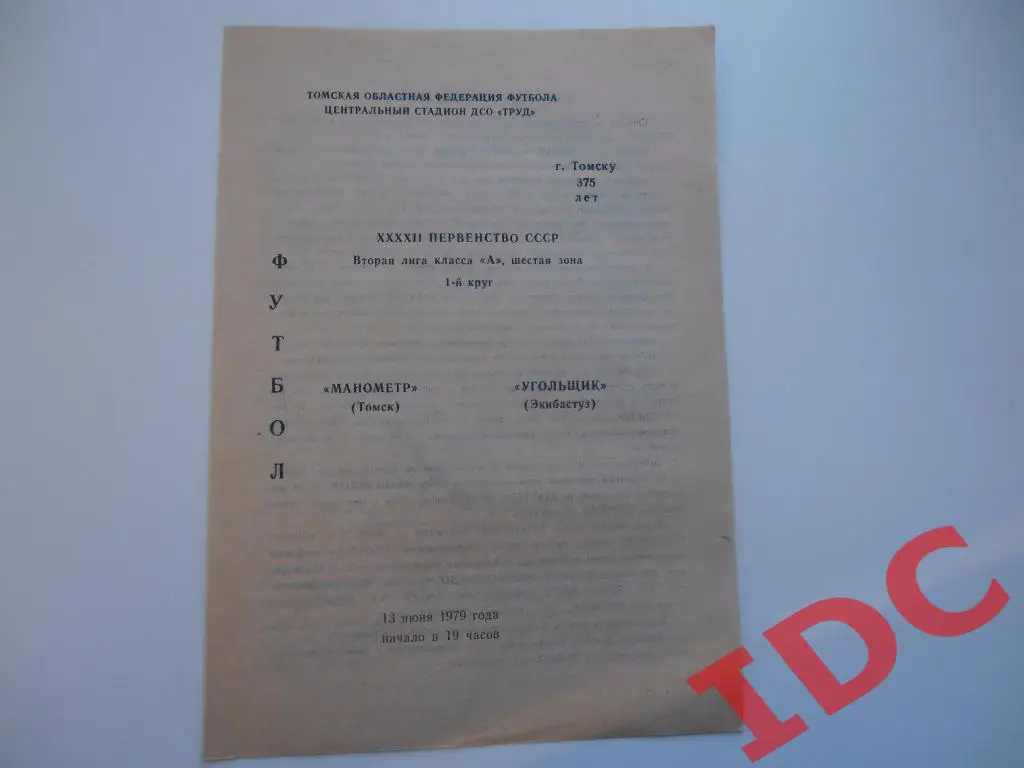 ТОМСКАЯ ОБЛАСТНАЯ ФЕДЕРАЦИЯ ФУТБОЛА
ЦЕНТРАЛЬНЫЙ СТАДИОН ДСО «ТРУД»
г. Томску
375
лет
XXXXII ПЕРВЕНСТВО СССР
Вторая лига класса «А», шестая зона
1-й круг
ФУТБОЛ
«МАНОМЕТР» «УГОЛЬЩИК»
(Томск) (Экибастуз)
13 июня 1979 года
начало в 19 часов
IDC